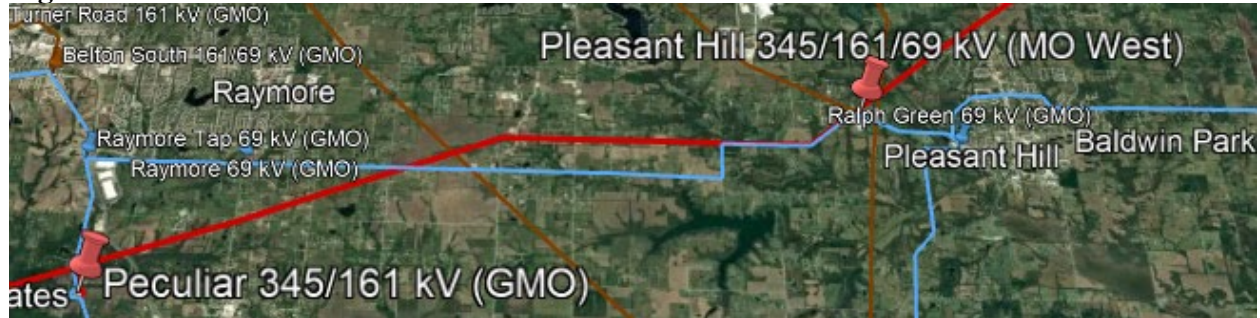 Turner Road 161 kV (GMO)
Belton South 161/69 kV (GMO)
Pleasant Hill 345/161/69 kV (MO West)
Raymore
Ralph Green 69 kV (GMO)
Raymore Tap 69 kV (GMO)
Baldwin Park
Pleasant Hill
Raymore 69 kV (GMO)
Peculiar 345/161 kV (GMO)
ates